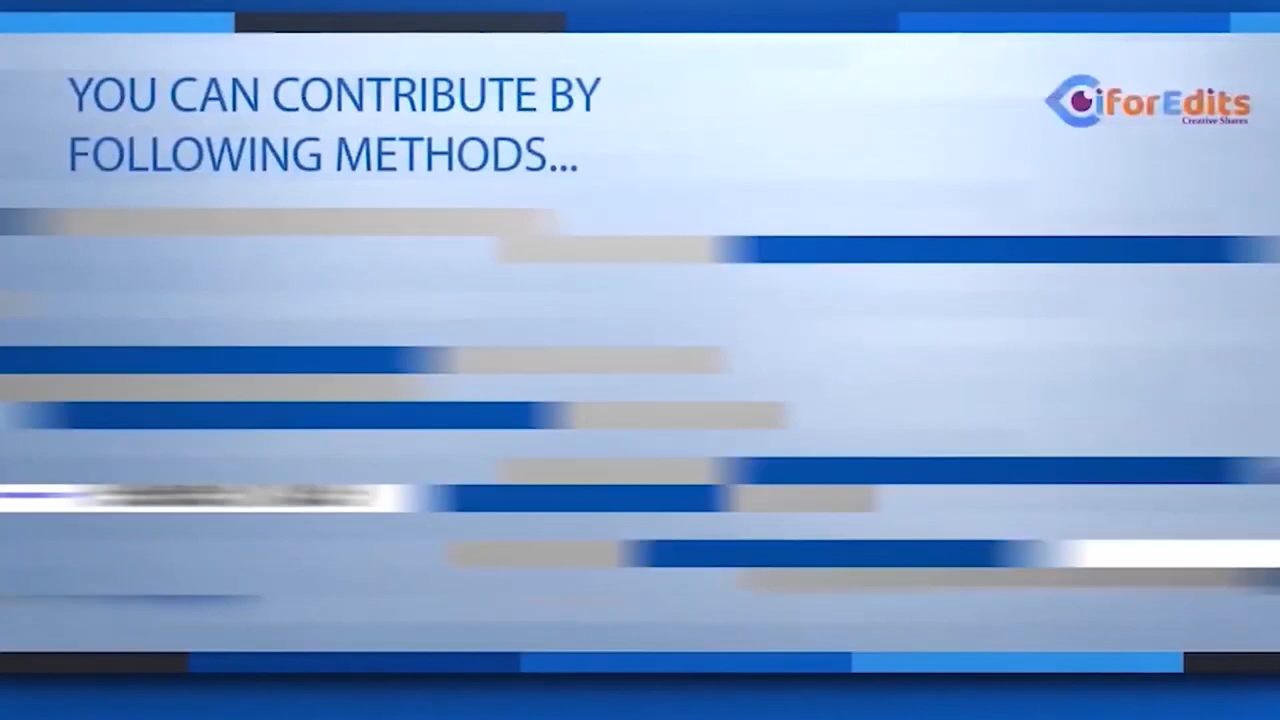 YOU CAN CONTRIBUTE BY
FOLLOWING METHODS...
iForEdits
Creative Shares